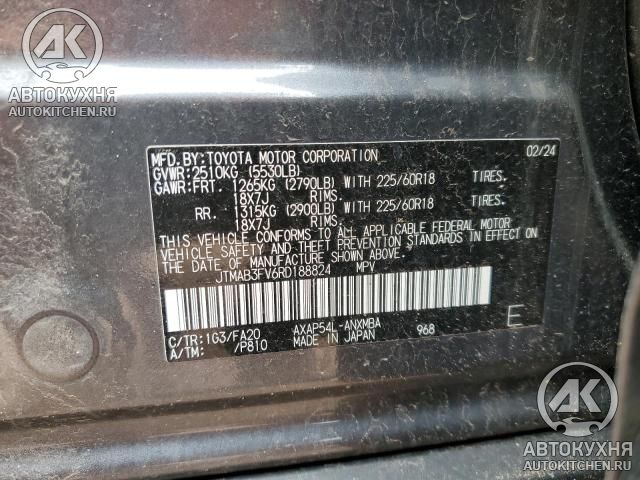 АК
АВТОКУХНЯ
AUTOKITCHEN.RU
MFD.BY:TOYOTA MOTOR CORPORATION 02/24
GVWR:2510KG (5530LB)
GAWR:FRT. 1265KG (2790LB) WITH 225/60R18 TIRES.
18X7J RIMS.
RR. 1315KG (2900LB) WITH 225/60R18 TIRES.
18X7J RIMS.
THIS VEHICLE CONFORMS TO ALL APPLICABLE FEDERAL MOTOR
VEHICLE SAFETY AND THEFT PREVENTION STANDARDS IN EFFECT
ON THE DATE OF MANUFACTURE SHOWN ABOVE.
JTMAB3FV6RD188824 MPV
C/TR:1G3/FA20 AXAP54L-ANXMBA 968 E
A/TM: /P810 MADE IN JAPAN
АК
АВТОКУХНЯ
AUTOKITCHEN.RU